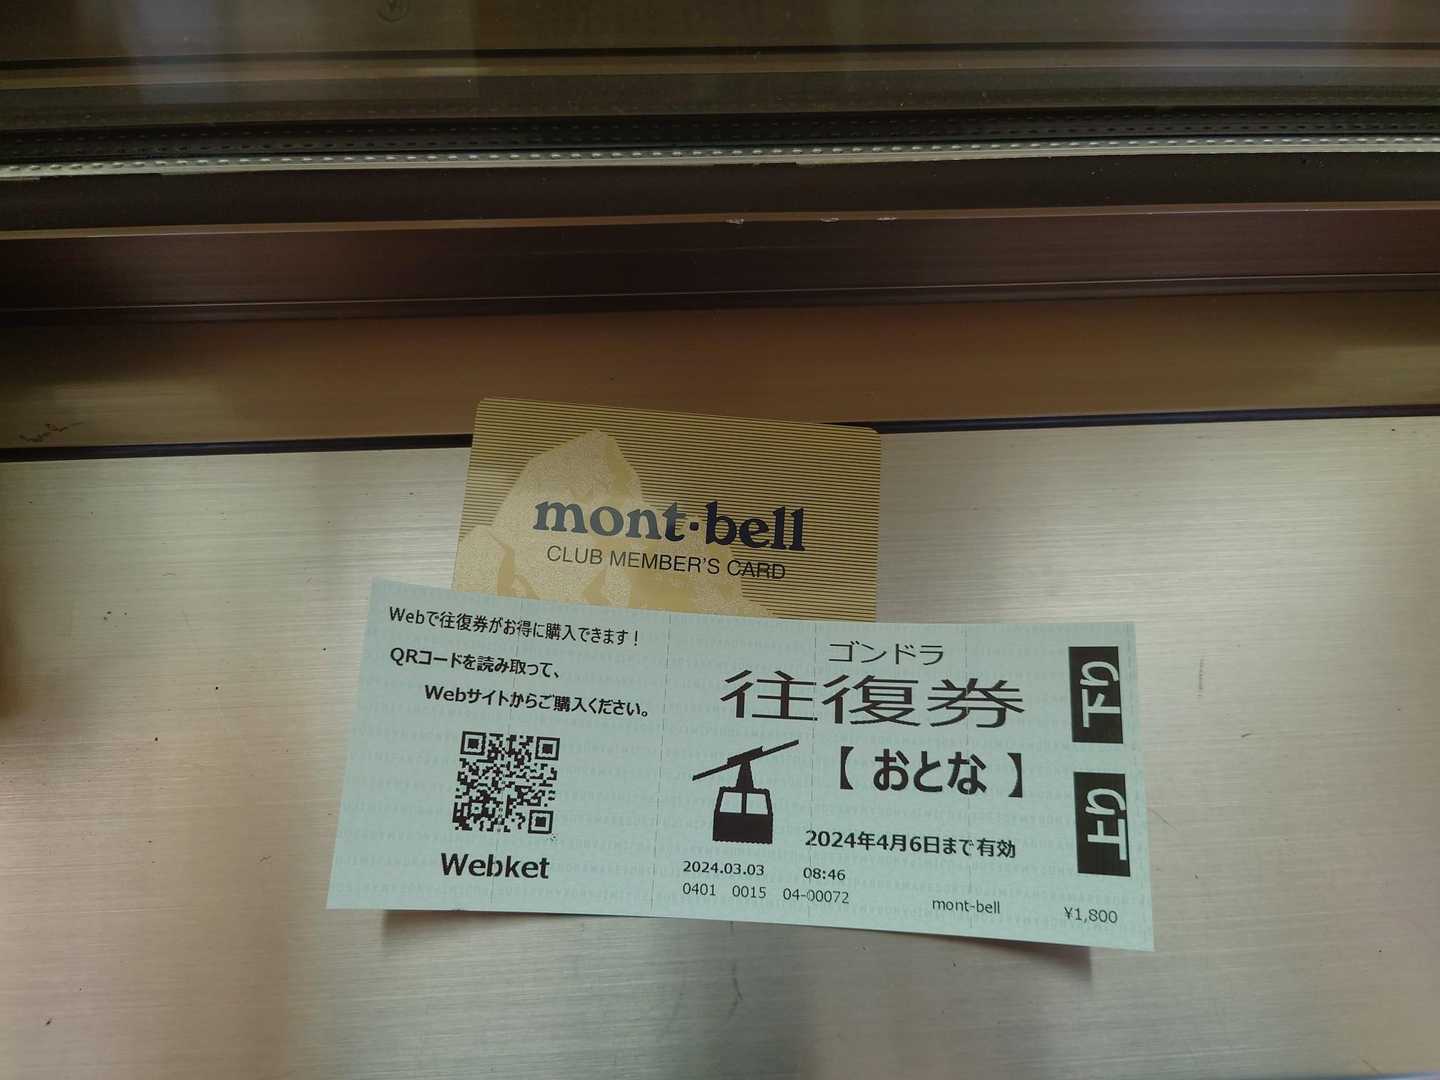 mont-bell
CLUB MEMBER'S CARD
Webで往復券がお得に購入できます！
QRコードを読み取って、
Webサイトからご購入ください。
Webket
ゴンドラ
往復券
【おとな】
2024年4月6日まで有効
2024.03.03 08:46
0401 0015 04-00072
mont-bell
¥1,800
下り
上り